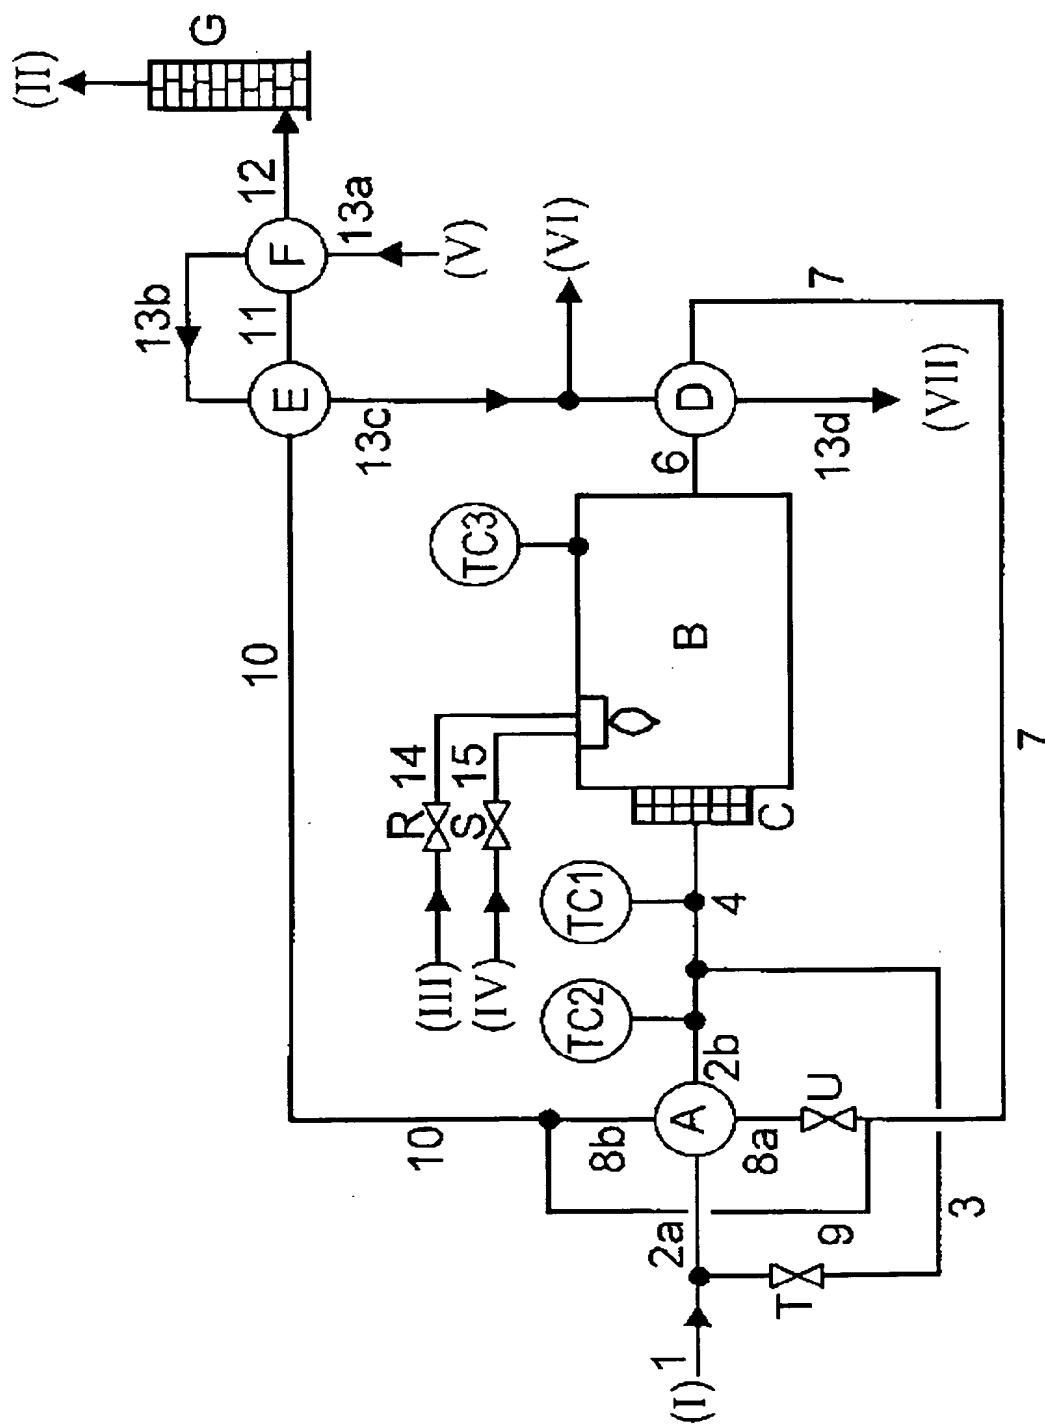 (II)
G
12
13a
(V)
F
13b
11
E
13c
(VI)
7
D
6
13d
(VII)
TC3
10
B
R
14
S
15
C
(III)
(IV)
TC1
4
TC2
2b
7
10
8b
A
8a
U
2a
9
3
T
(I)
1